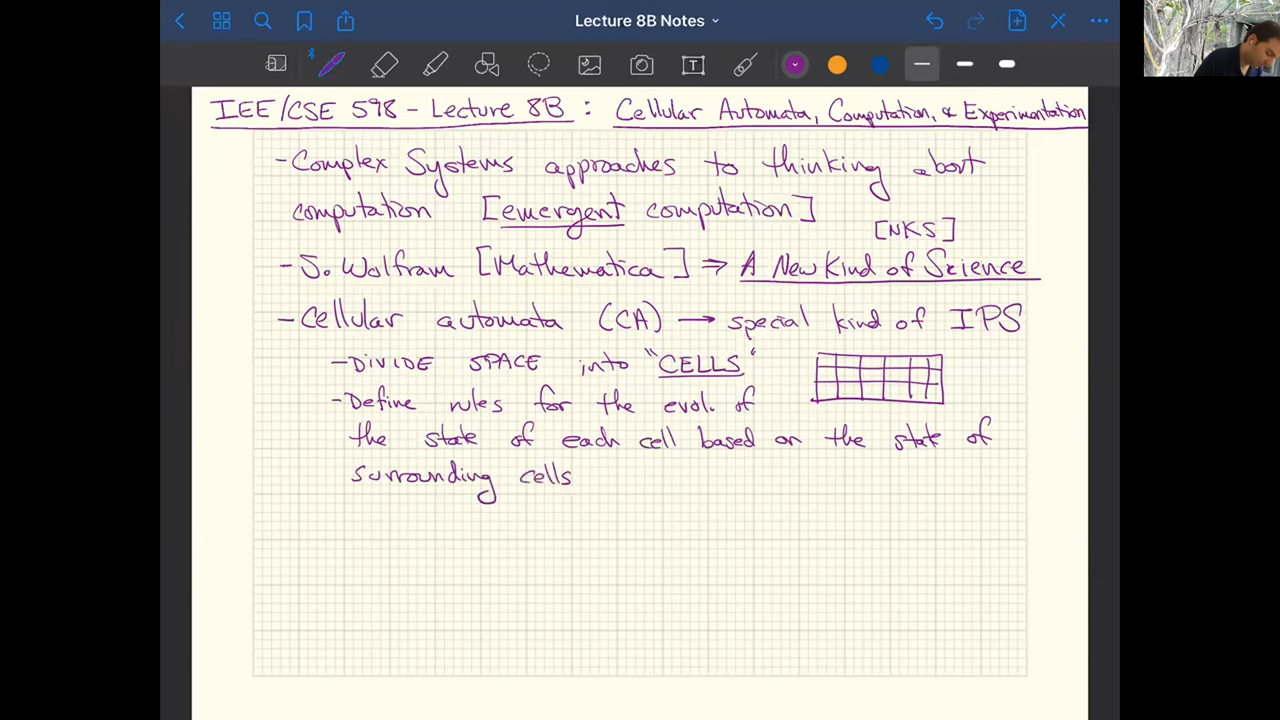 Lecture 8B Notes
IEE/CSE 598 - Lecture 8B : Cellular Automata, Computation, & Experimentation
- Complex Systems approaches to thinking about
computation [emergent computation]
[NKS]
- S. Wolfram [Mathematica] ⇒ A New Kind of Science
- Cellular automata (CA) → special kind of IPS
- DIVIDE SPACE into "CELLS"
- Define rules for the evol. of
the state of each cell based on the state of
surrounding cells